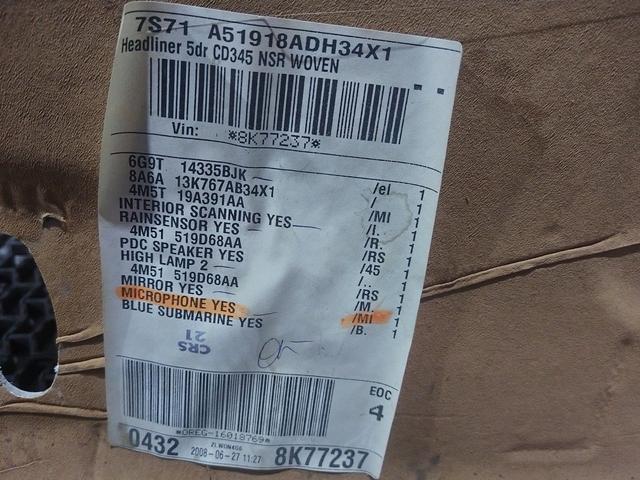 7S71 A51918ADH34X1
Headliner 5dr CD345 NSR WOVEN
Vin: *8K77237*
6G9T 14335BJK /el 1
8A6A 13K767AB34X1 / 1
4M5T 19A391AA /MI 1
INTERIOR SCANNING YES /I. 1
RAINSENSOR YES /R. 1
4M51 519D68AA /RS 1
PDC SPEAKER YES /45 1
HIGH LAMP 2 /.. 1
4M51 519D68AA /RS 1
MIRROR YES /M. 1
MICROPHONE YES /MI 1
BLUE SUBMARINE YES /B. 1
CRS
21
OK
EOC
4
*OREG-16018769*
0432 2008-06-27 11:27 8K77237